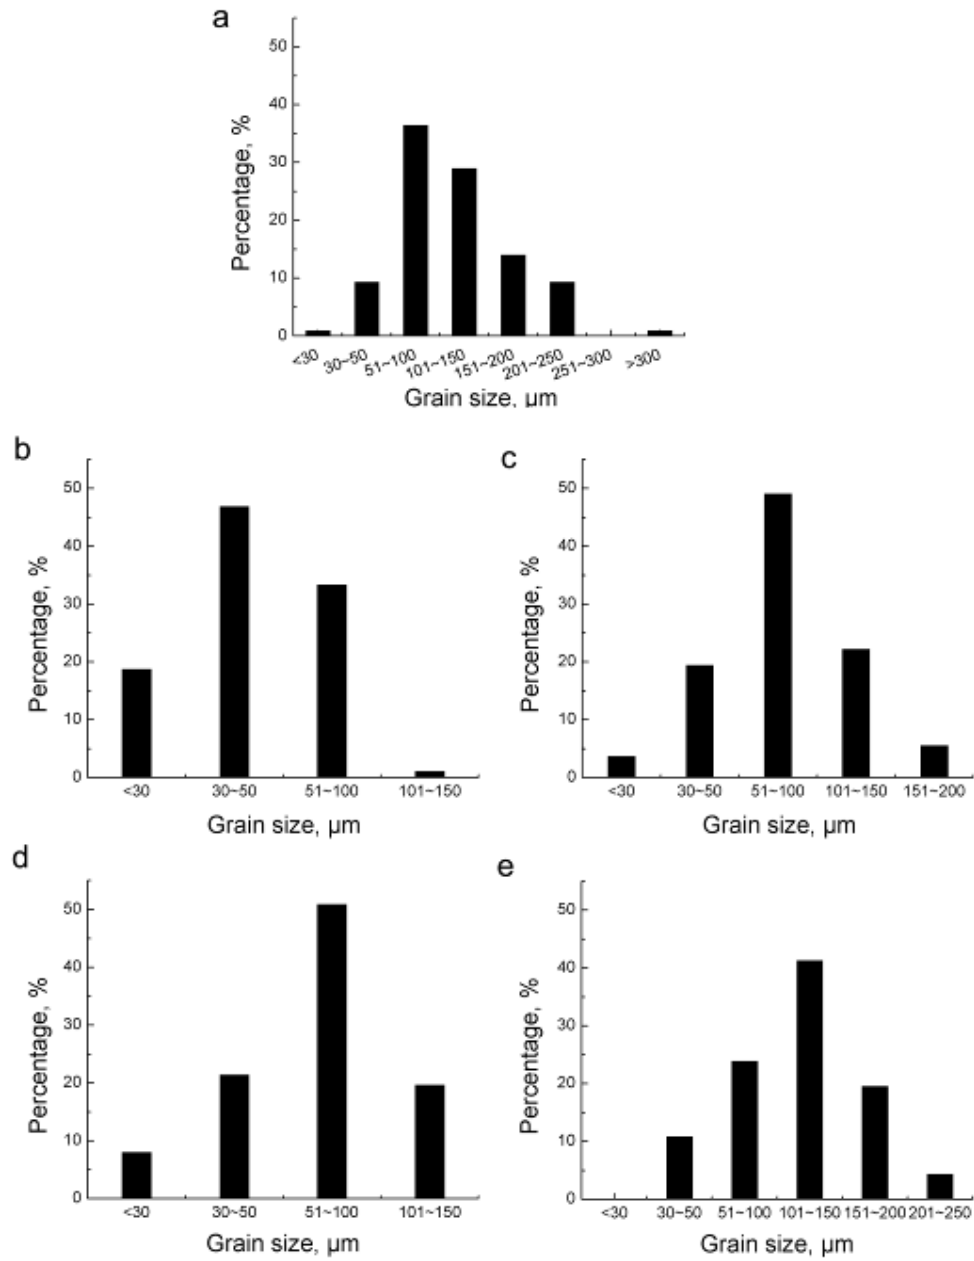 a
50
40
30
20
10
0
Percentage, %
<30 30~50 51~100 101~150 151~200 201~250 251~300 >300
Grain size, μm
b
50
40
30
20
10
0
Percentage, %
<30 30~50 51~100 101~150
Grain size, μm
c
50
40
30
20
10
0
Percentage, %
<30 30~50 51~100 101~150 151~200
Grain size, μm
d
50
40
30
20
10
0
Percentage, %
<30 30~50 51~100 101~150
Grain size, μm
e
50
40
30
20
10
0
Percentage, %
<30 30~50 51~100 101~150 151~200 201~250
Grain size, μm